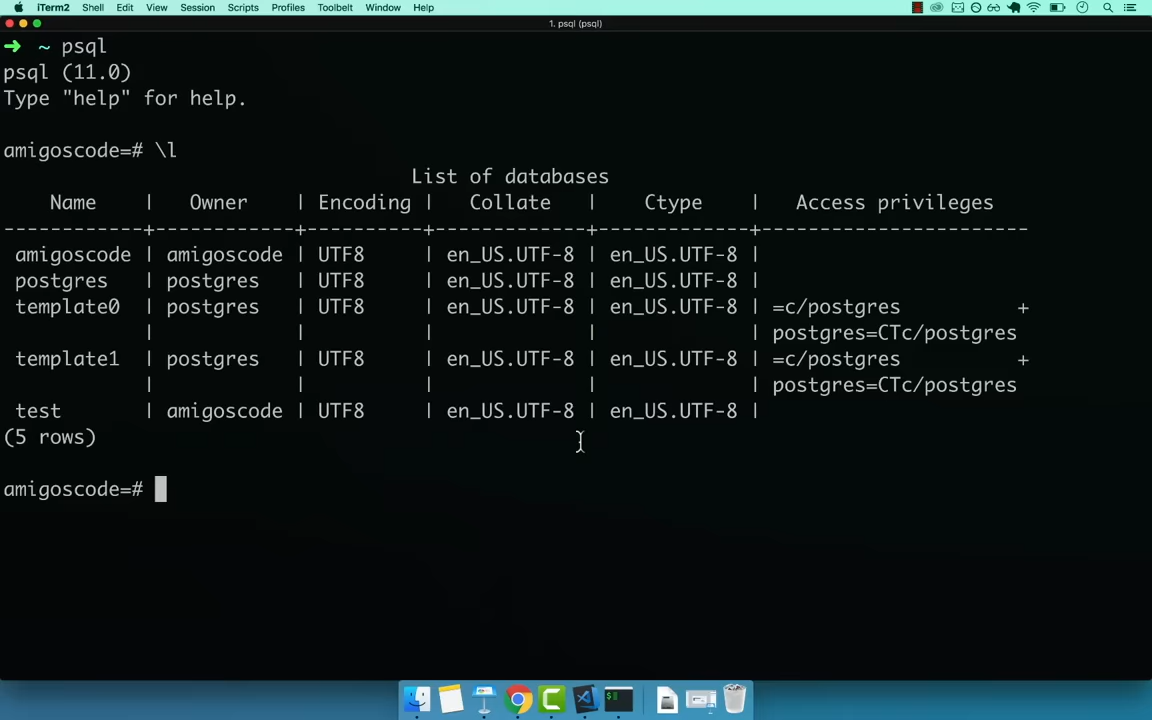 iTerm2 Shell Edit View Session Scripts Profiles Toolbelt Window Help
1. psql (psql)
➜ ~ psql
psql (11.0)
Type "help" for help.
amigoscode=# \l
List of databases
Name | Owner | Encoding | Collate | Ctype | Access privileges
------------+------------+----------+-------------+-------------+-----------------------
amigoscode | amigoscode | UTF8 | en_US.UTF-8 | en_US.UTF-8 |
postgres | postgres | UTF8 | en_US.UTF-8 | en_US.UTF-8 |
template0 | postgres | UTF8 | en_US.UTF-8 | en_US.UTF-8 | =c/postgres +
| | | | | postgres=CTc/postgres
template1 | postgres | UTF8 | en_US.UTF-8 | en_US.UTF-8 | =c/postgres +
| | | | | postgres=CTc/postgres
test | amigoscode | UTF8 | en_US.UTF-8 | en_US.UTF-8 |
(5 rows)
amigoscode=#